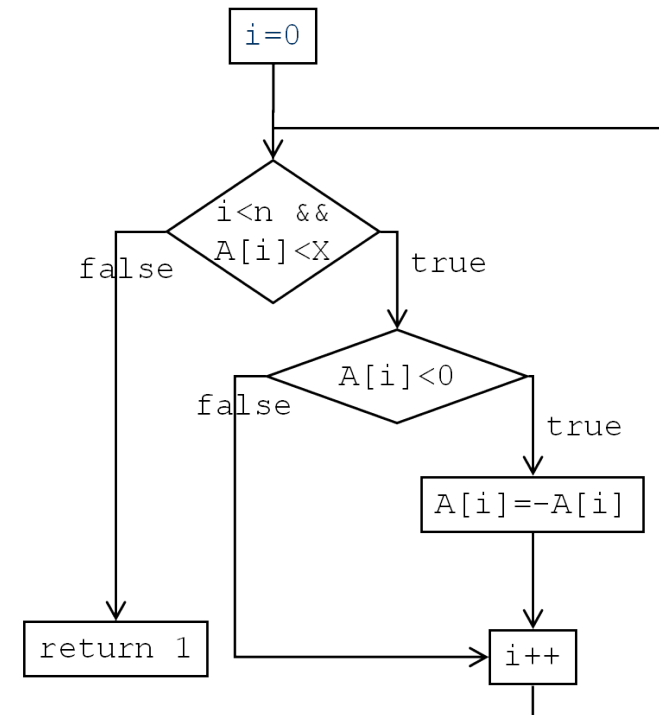 i=0
i<n &&
A[i]<X
false
true
A[i]<0
false
true
A[i]=-A[i]
return 1
i++